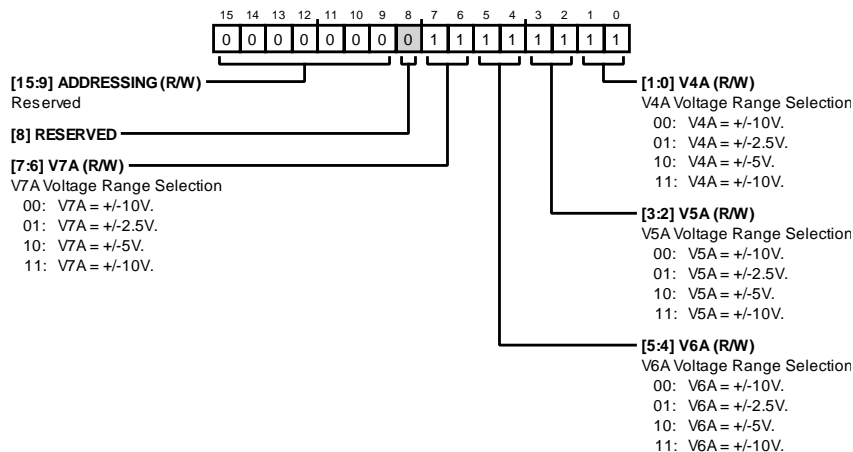 15 14 13 12 11 10 9 8 7 6 5 4 3 2 1 0
0 0 0 0 0 0 0 0 1 1 1 1 1 1 1 1
[15:9] ADDRESSING (R/W)
Reserved
[8] RESERVED
[7:6] V7A (R/W)
V7A Voltage Range Selection
00: V7A = +/-10V.
01: V7A = +/-2.5V.
10: V7A = +/-5V.
11: V7A = +/-10V.
[1:0] V4A (R/W)
V4A Voltage Range Selection
00: V4A = +/-10V.
01: V4A = +/-2.5V.
10: V4A = +/-5V.
11: V4A = +/-10V.
[3:2] V5A (R/W)
V5A Voltage Range Selection
00: V5A = +/-10V.
01: V5A = +/-2.5V.
10: V5A = +/-5V.
11: V5A = +/-10V.
[5:4] V6A (R/W)
V6A Voltage Range Selection
00: V6A = +/-10V.
01: V6A = +/-2.5V.
10: V6A = +/-5V.
11: V6A = +/-10V.